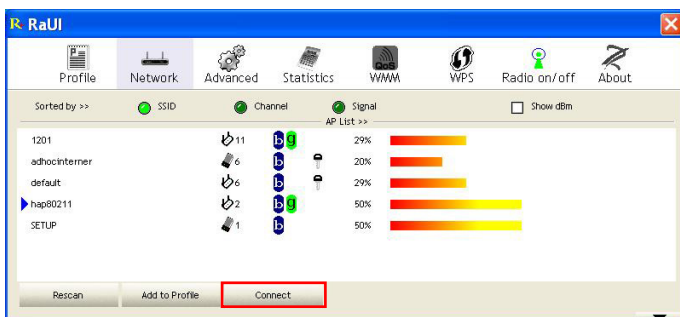 R RaUI
Profile Network Advanced Statistics WMM WPS Radio on/off About
Sorted by >> SSID Channel Signal Show dBm
AP List >>
1201 11 b g 29%
adhocinterner 6 b 20%
default 6 b 29%
hap80211 2 b g 50%
SETUP 1 b 50%
Rescan Add to Profile Connect